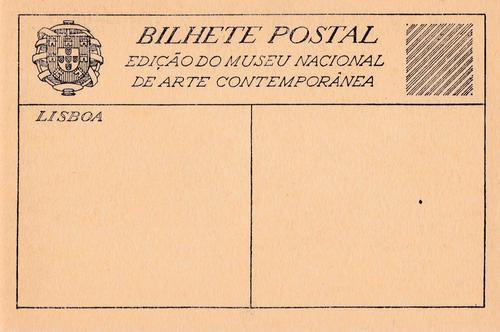 BILHETE POSTAL
EDIÇÃO DO MUSEU NACIONAL
DE ARTE CONTEMPORÂNEA
LISBOA